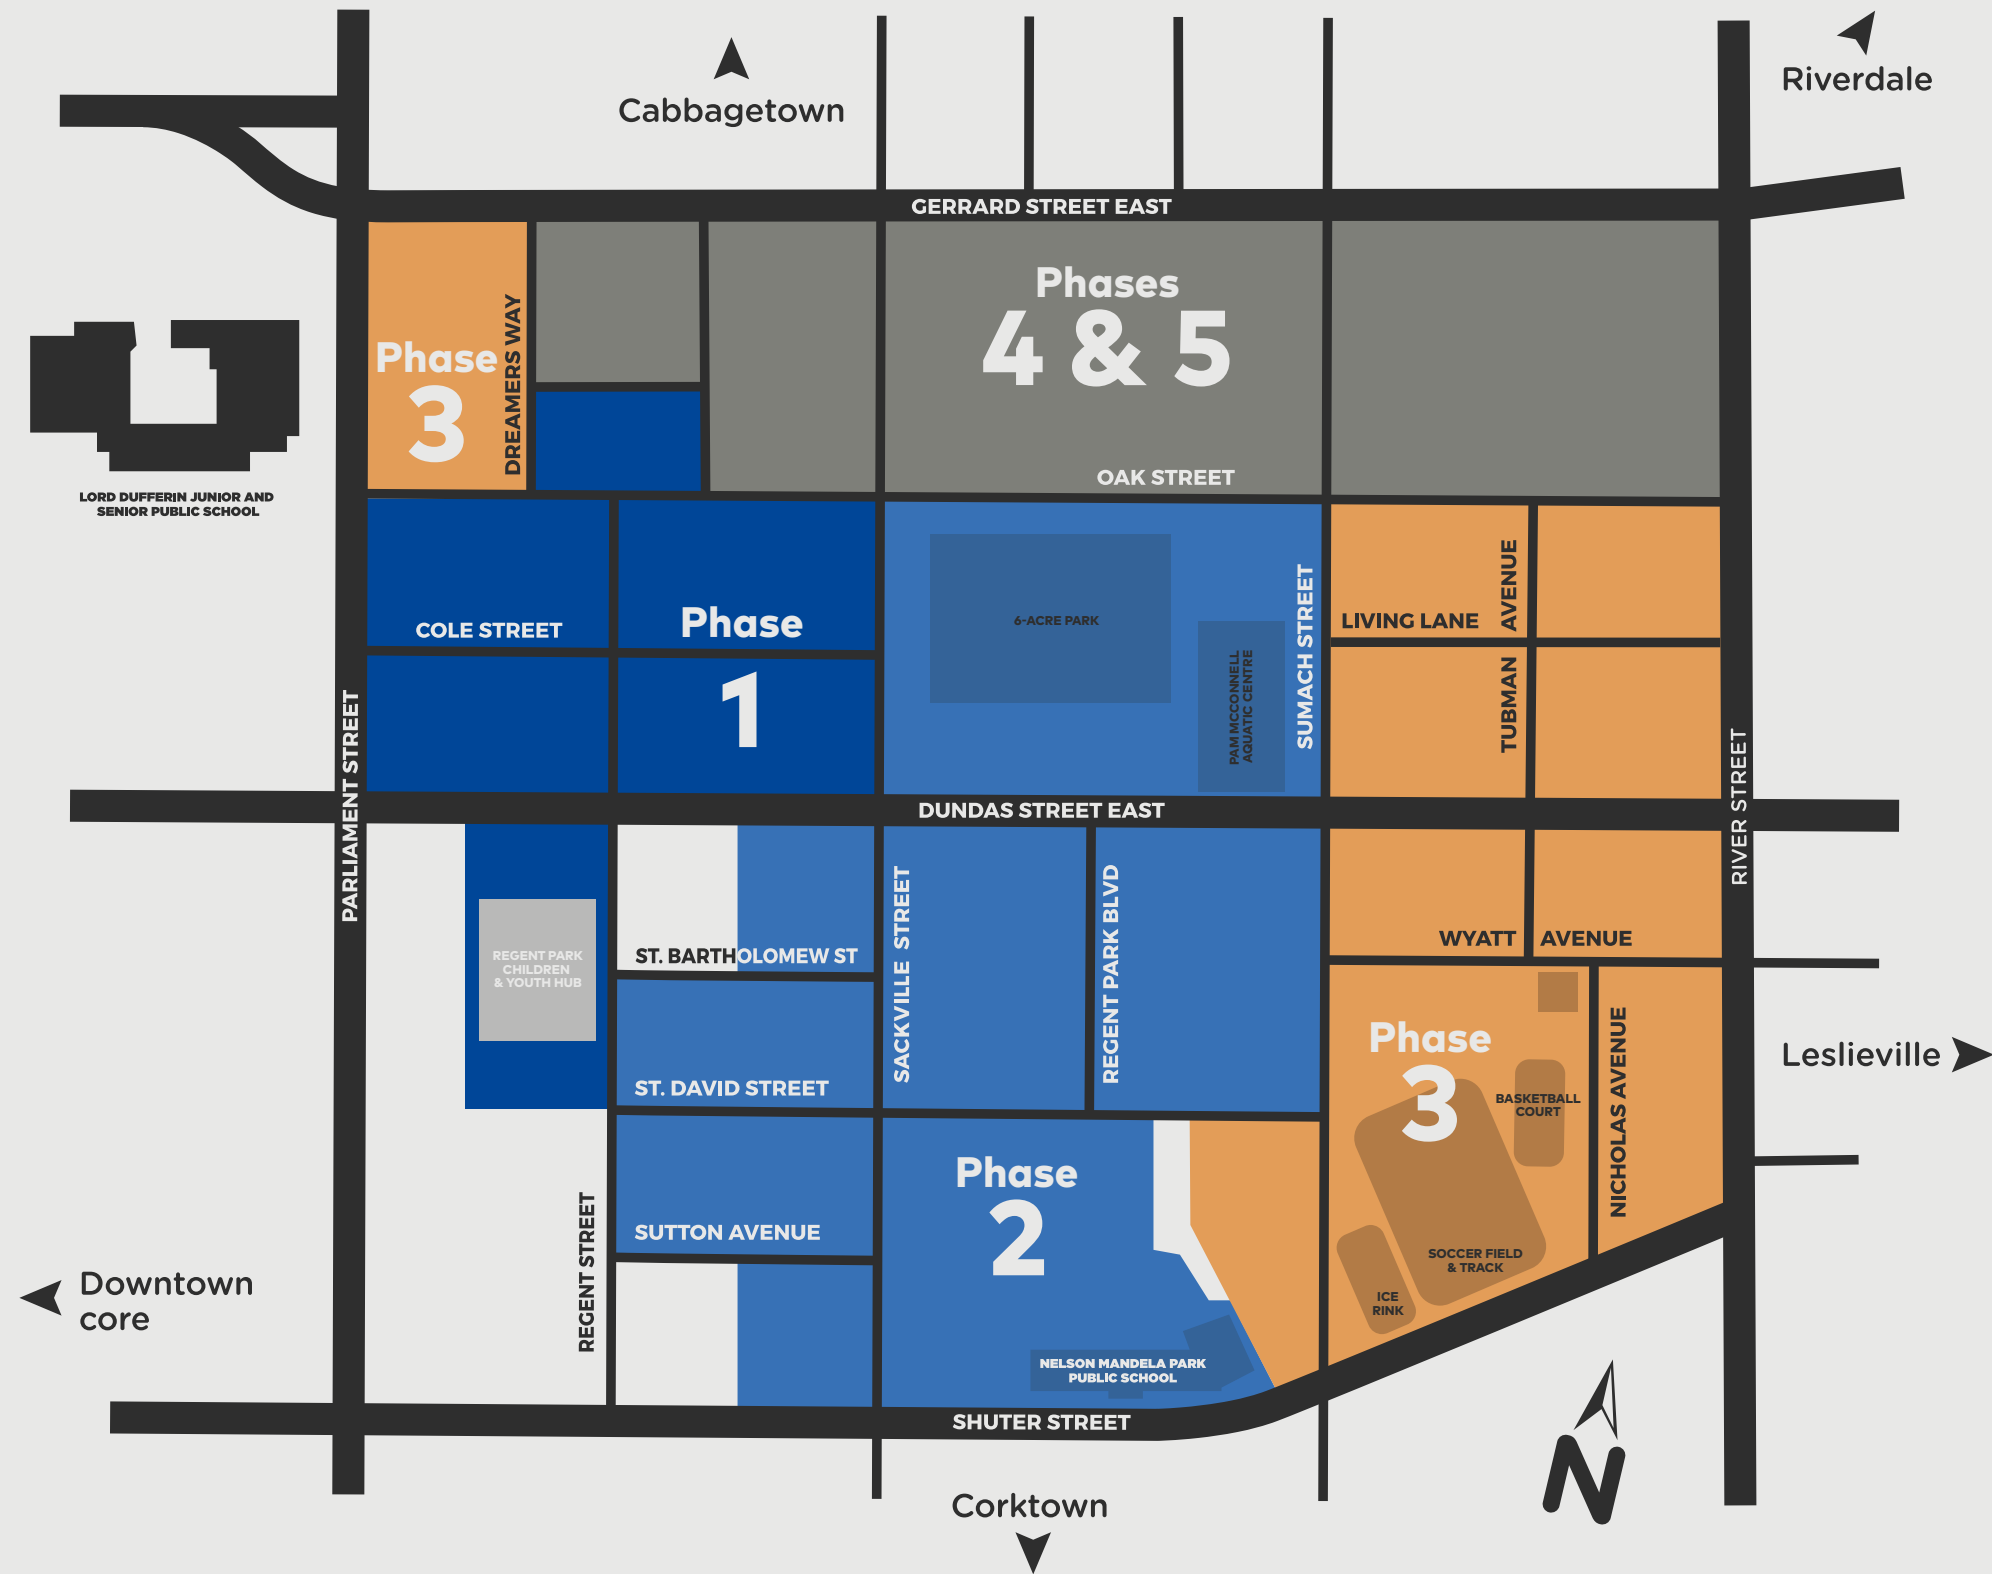 Riverdale
Cabbagetown
GERRARD STREET EAST
Phases
4 & 5
Phase
3
DREAMERS WAY
OAK STREET
LORD DUFFERIN JUNIOR AND
SENIOR PUBLIC SCHOOL
COLE STREET
Phase
1
6-ACRE PARK
PAM MCCONNELL
AQUATIC CENTRE
SUMACH STREET
LIVING LANE
TUBMAN AVENUE
PARLIAMENT STREET
RIVER STREET
DUNDAS STREET EAST
REGENT PARK
CHILDREN
& YOUTH HUB
ST. BARTHOLOMEW ST
SACKVILLE STREET
REGENT PARK BLVD
WYATT AVENUE
ST. DAVID STREET
Phase
3
BASKETBALL
COURT
NICHOLAS AVENUE
Leslieville
Phase
2
SUTTON AVENUE
REGENT STREET
SOCCER FIELD
& TRACK
ICE
RINK
Downtown
core
NELSON MANDELA PARK
PUBLIC SCHOOL
SHUTER STREET
Corktown
N